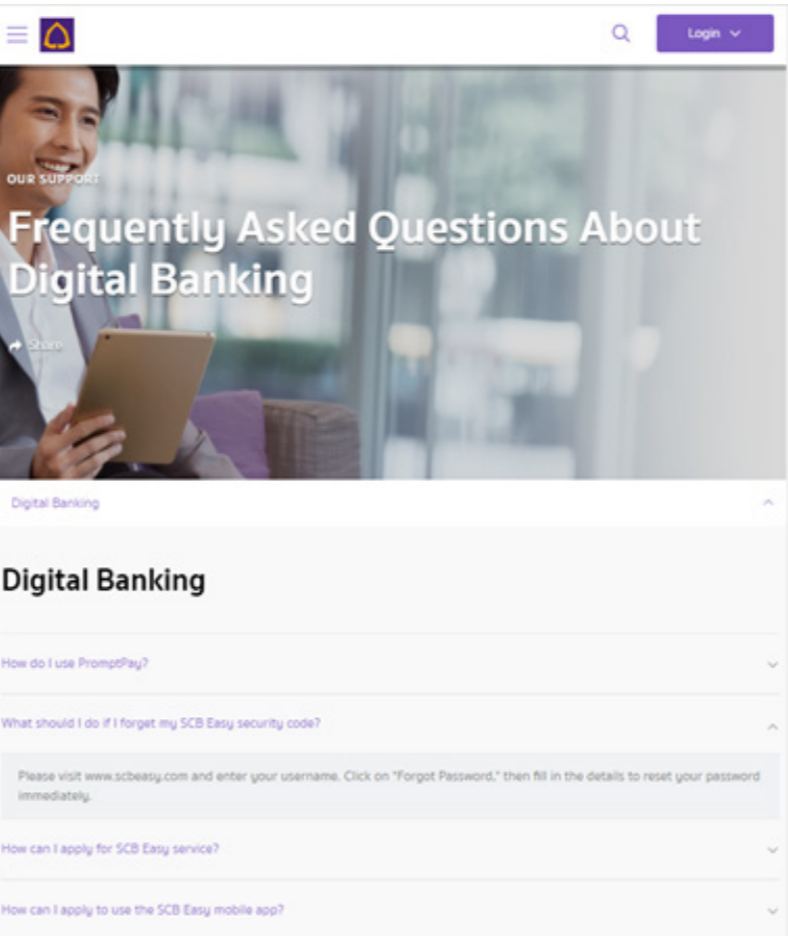 Login
OUR SUPPORT
Frequently Asked Questions About
Digital Banking
Share
Digital Banking
Digital Banking
How do I use PromptPay?
What should I do if I forget my SCB Easy security code?
Please visit www.scbeasy.com and enter your username. Click on "Forgot Password," then fill in the details to reset your password
immediately.
How can I apply for SCB Easy service?
How can I apply to use the SCB Easy mobile app?